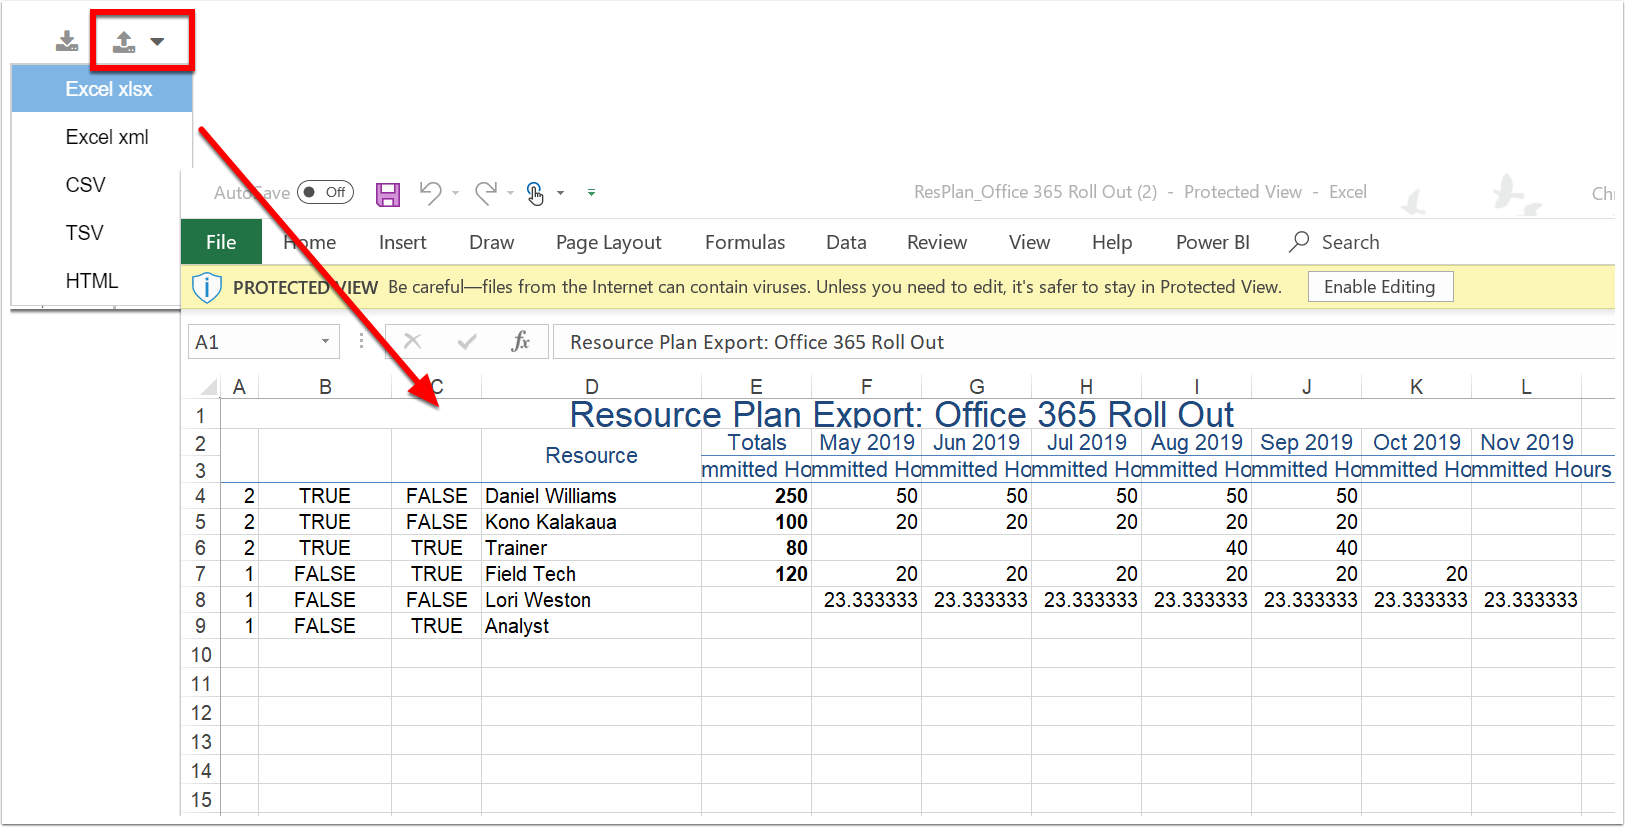 Excel xlsx
Excel xml
CSV
TSV
HTML
AutoSave Off
ResPlan_Office 365 Roll Out (2) - Protected View - Excel
File Home Insert Draw Page Layout Formulas Data Review View Help Power BI Search
PROTECTED VIEW Be careful—files from the Internet can contain viruses. Unless you need to edit, it's safer to stay in Protected View. Enable Editing
A1 fx Resource Plan Export: Office 365 Roll Out
A B C D E F G H I J K L
1 Resource Plan Export: Office 365 Roll Out
2 Totals May 2019 Jun 2019 Jul 2019 Aug 2019 Sep 2019 Oct 2019 Nov 2019
Resource
3 mmitted Ho mmitted Ho mmitted Ho mmitted Ho mmitted Ho mmitted Ho mmitted Ho mmitted Hours
4 2 TRUE FALSE Daniel Williams 250 50 50 50 50 50
5 2 TRUE FALSE Kono Kalakaua 100 20 20 20 20 20
6 2 TRUE TRUE Trainer 80 40 40
7 1 FALSE TRUE Field Tech 120 20 20 20 20 20 20
8 1 FALSE FALSE Lori Weston 23.333333 23.333333 23.333333 23.333333 23.333333 23.333333 23.333333
9 1 FALSE TRUE Analyst
10
11
12
13
14
15